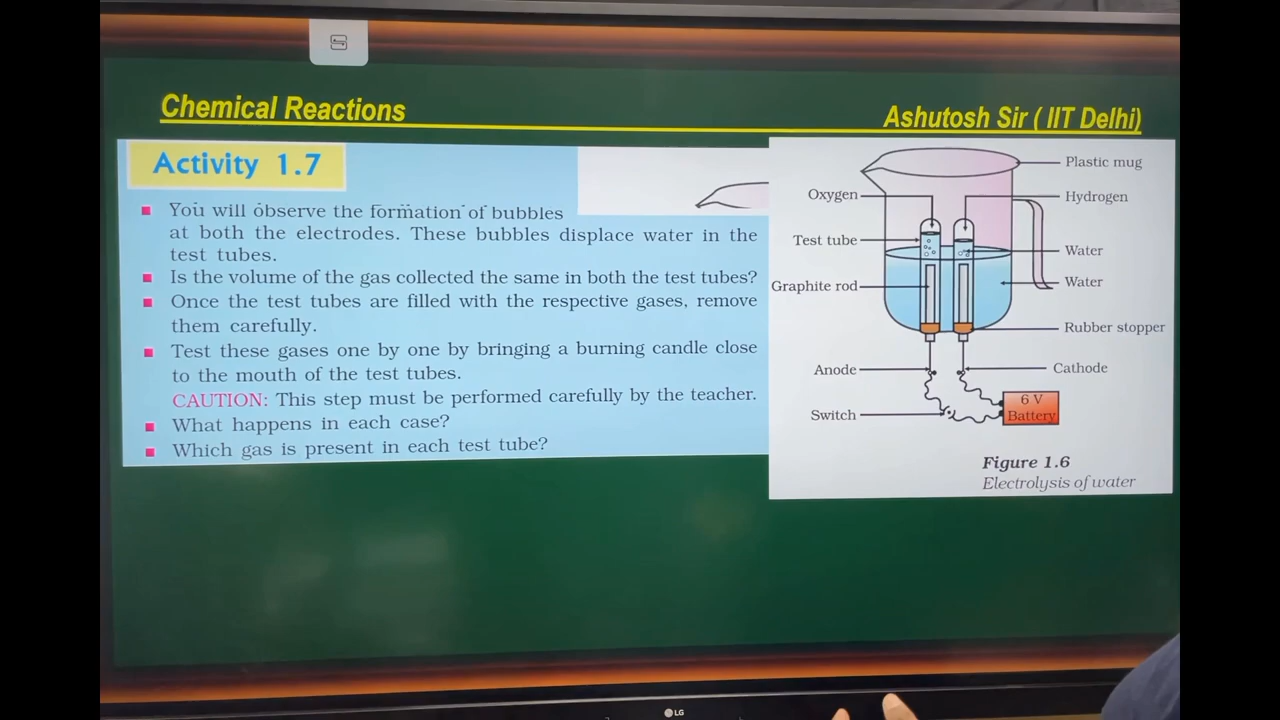 Chemical Reactions
Ashutosh Sir ( IIT Delhi)
Activity 1.7
You will observe the formation of bubbles
at both the electrodes. These bubbles displace water in the
test tubes.
Is the volume of the gas collected the same in both the test tubes?
Once the test tubes are filled with the respective gases, remove
them carefully.
Test these gases one by one by bringing a burning candle close
to the mouth of the test tubes.
CAUTION: This step must be performed carefully by the teacher.
What happens in each case?
Which gas is present in each test tube?
Plastic mug
Oxygen
Hydrogen
Test tube
Water
Graphite rod
Water
Rubber stopper
Anode
Cathode
6 V
Battery
Switch
Figure 1.6
Electrolysis of water
LG